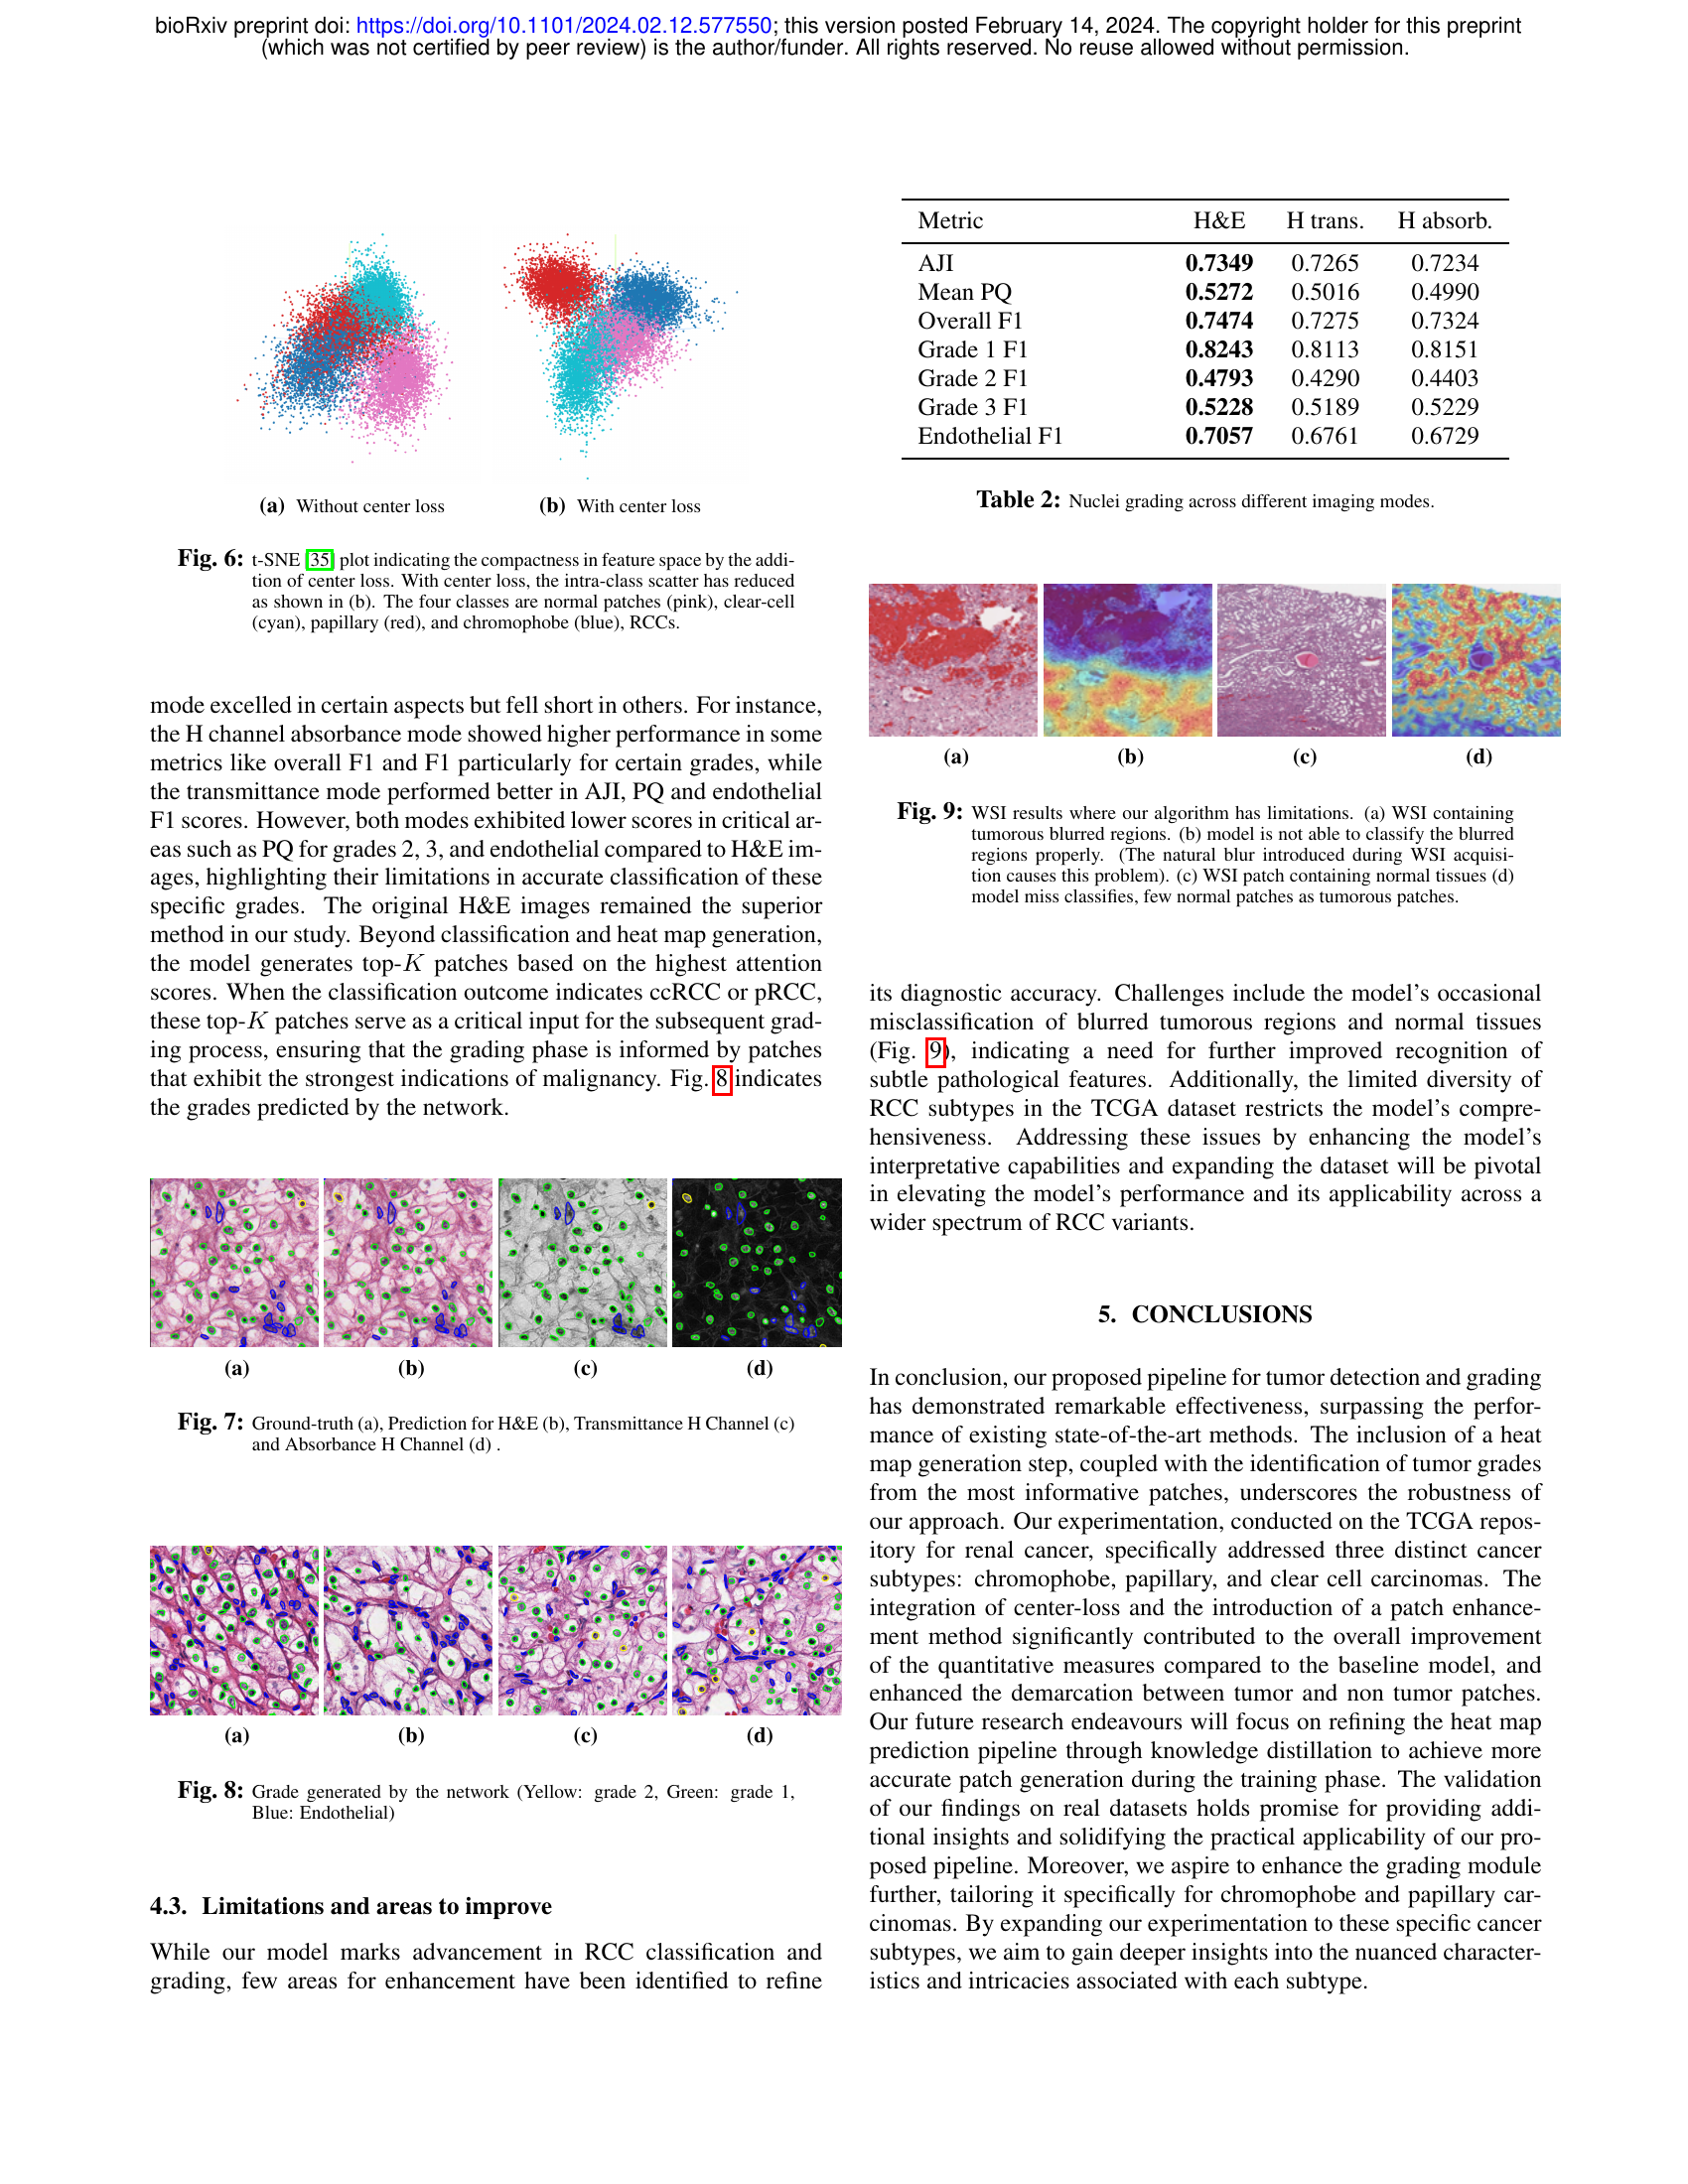 bioRxiv preprint doi: https://doi.org/10.1101/2024.02.12.577550; this version posted February 14, 2024. The copyright holder for this preprint
(which was not certified by peer review) is the author/funder. All rights reserved. No reuse allowed without permission.
(a) Without center loss
(b) With center loss
Fig. 6: t-SNE [35] plot indicating the compactness in feature space by the addi-
tion of center loss. With center loss, the intra-class scatter has reduced
as shown in (b). The four classes are normal patches (pink), clear-cell
(cyan), papillary (red), and chromophobe (blue), RCCs.
mode excelled in certain aspects but fell short in others. For instance,
the H channel absorbance mode showed higher performance in some
metrics like overall F1 and F1 particularly for certain grades, while
the transmittance mode performed better in AJI, PQ and endothelial
F1 scores. However, both modes exhibited lower scores in critical ar-
eas such as PQ for grades 2, 3, and endothelial compared to H&E im-
ages, highlighting their limitations in accurate classification of these
specific grades. The original H&E images remained the superior
method in our study. Beyond classification and heat map generation,
the model generates top-K patches based on the highest attention
scores. When the classification outcome indicates ccRCC or pRCC,
these top-K patches serve as a critical input for the subsequent grad-
ing process, ensuring that the grading phase is informed by patches
that exhibit the strongest indications of malignancy. Fig. 8 indicates
the grades predicted by the network.
(a) (b) (c) (d)
Fig. 7: Ground-truth (a), Prediction for H&E (b), Transmittance H Channel (c)
and Absorbance H Channel (d) .
(a) (b) (c) (d)
Fig. 8: Grade generated by the network (Yellow: grade 2, Green: grade 1,
Blue: Endothelial)
4.3. Limitations and areas to improve
While our model marks advancement in RCC classification and
grading, few areas for enhancement have been identified to refine
Metric H&E H trans. H absorb.
AJI 0.7349 0.7265 0.7234
Mean PQ 0.5272 0.5016 0.4990
Overall F1 0.7474 0.7275 0.7324
Grade 1 F1 0.8243 0.8113 0.8151
Grade 2 F1 0.4793 0.4290 0.4403
Grade 3 F1 0.5228 0.5189 0.5229
Endothelial F1 0.7057 0.6761 0.6729
Table 2: Nuclei grading across different imaging modes.
(a) (b) (c) (d)
Fig. 9: WSI results where our algorithm has limitations. (a) WSI containing
tumorous blurred regions. (b) model is not able to classify the blurred
regions properly. (The natural blur introduced during WSI acquisi-
tion causes this problem). (c) WSI patch containing normal tissues (d)
model miss classifies, few normal patches as tumorous patches.
its diagnostic accuracy. Challenges include the model's occasional
misclassification of blurred tumorous regions and normal tissues
(Fig. 9), indicating a need for further improved recognition of
subtle pathological features. Additionally, the limited diversity of
RCC subtypes in the TCGA dataset restricts the model's compre-
hensiveness. Addressing these issues by enhancing the model's
interpretative capabilities and expanding the dataset will be pivotal
in elevating the model's performance and its applicability across a
wider spectrum of RCC variants.
5. CONCLUSIONS
In conclusion, our proposed pipeline for tumor detection and grading
has demonstrated remarkable effectiveness, surpassing the perfor-
mance of existing state-of-the-art methods. The inclusion of a heat
map generation step, coupled with the identification of tumor grades
from the most informative patches, underscores the robustness of
our approach. Our experimentation, conducted on the TCGA repos-
itory for renal cancer, specifically addressed three distinct cancer
subtypes: chromophobe, papillary, and clear cell carcinomas. The
integration of center-loss and the introduction of a patch enhance-
ment method significantly contributed to the overall improvement
of the quantitative measures compared to the baseline model, and
enhanced the demarcation between tumor and non tumor patches.
Our future research endeavours will focus on refining the heat map
prediction pipeline through knowledge distillation to achieve more
accurate patch generation during the training phase. The validation
of our findings on real datasets holds promise for providing addi-
tional insights and solidifying the practical applicability of our pro-
posed pipeline. Moreover, we aspire to enhance the grading module
further, tailoring it specifically for chromophobe and papillary car-
cinomas. By expanding our experimentation to these specific cancer
subtypes, we aim to gain deeper insights into the nuanced character-
istics and intricacies associated with each subtype.